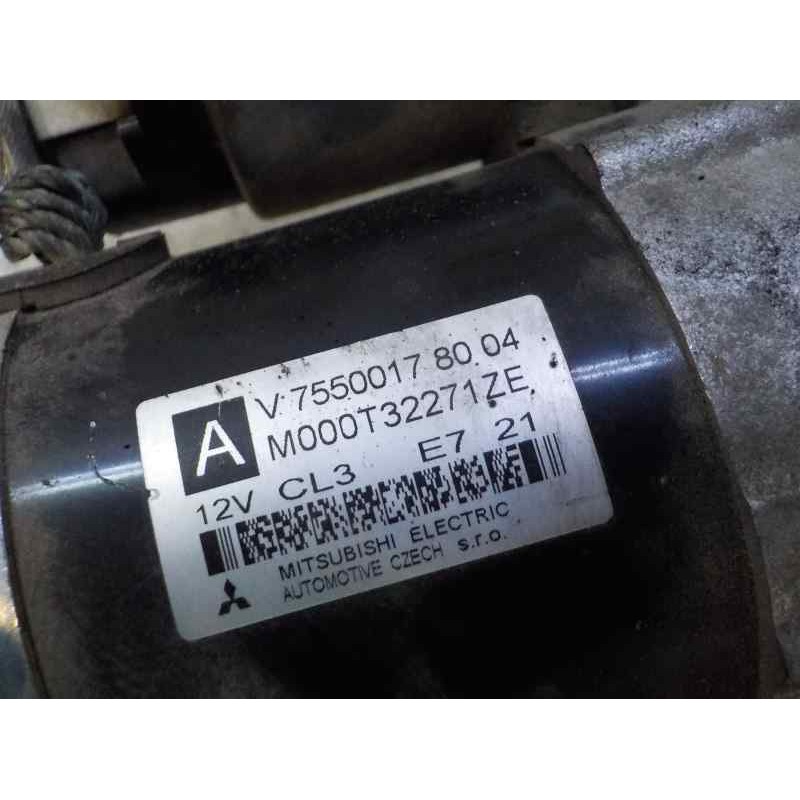 A
V 7550017 80 04
M000T32271ZE
12V CL3 E7 21
MITSUBISHI ELECTRIC
AUTOMOTIVE CZECH s.r.o.